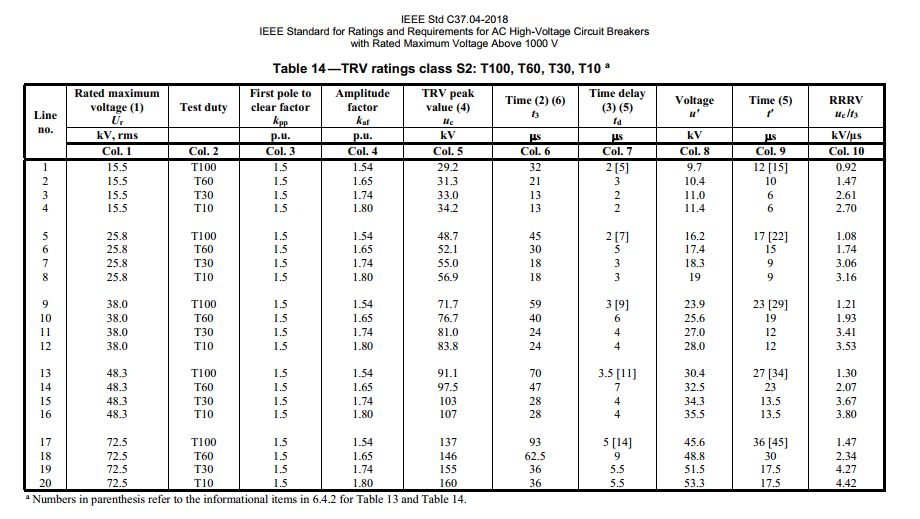 IEEE Std C37.04-2018
IEEE Standard for Ratings and Requirements for AC High-Voltage Circuit Breakers
with Rated Maximum Voltage Above 1000 V
Table 14—TRV ratings class S2: T100, T60, T30, T10 ᵃ
Line no. | Rated maximum voltage (1) Uᵣ | Test duty | First pole to clear factor kₚₚ | Amplitude factor k_af | TRV peak value (4) u_c | Time (2) (6) t₃ | Time delay (3) (5) t_d | Voltage u' | Time (5) t' | RRRV u_c/t₃
kV, rms | p.u. | p.u. | kV | µs | µs | kV | µs | kV/µs
Col. 1 | Col. 2 | Col. 3 | Col. 4 | Col. 5 | Col. 6 | Col. 7 | Col. 8 | Col. 9 | Col. 10
1 | 15.5 | T100 | 1.5 | 1.54 | 29.2 | 32 | 2 [5] | 9.7 | 12 [15] | 0.92
2 | 15.5 | T60 | 1.5 | 1.65 | 31.3 | 21 | 3 | 10.4 | 10 | 1.47
3 | 15.5 | T30 | 1.5 | 1.74 | 33.0 | 13 | 2 | 11.0 | 6 | 2.61
4 | 15.5 | T10 | 1.5 | 1.80 | 34.2 | 13 | 2 | 11.4 | 6 | 2.70
5 | 25.8 | T100 | 1.5 | 1.54 | 48.7 | 45 | 2 [7] | 16.2 | 17 [22] | 1.08
6 | 25.8 | T60 | 1.5 | 1.65 | 52.1 | 30 | 5 | 17.4 | 15 | 1.74
7 | 25.8 | T30 | 1.5 | 1.74 | 55.0 | 18 | 3 | 18.3 | 9 | 3.06
8 | 25.8 | T10 | 1.5 | 1.80 | 56.9 | 18 | 3 | 19 | 9 | 3.16
9 | 38.0 | T100 | 1.5 | 1.54 | 71.7 | 59 | 3 [9] | 23.9 | 23 [29] | 1.21
10 | 38.0 | T60 | 1.5 | 1.65 | 76.7 | 40 | 6 | 25.6 | 19 | 1.93
11 | 38.0 | T30 | 1.5 | 1.74 | 81.0 | 24 | 4 | 27.0 | 12 | 3.41
12 | 38.0 | T10 | 1.5 | 1.80 | 83.8 | 24 | 4 | 28.0 | 12 | 3.53
13 | 48.3 | T100 | 1.5 | 1.54 | 91.1 | 70 | 3.5 [11] | 30.4 | 27 [34] | 1.30
14 | 48.3 | T60 | 1.5 | 1.65 | 97.5 | 47 | 7 | 32.5 | 23 | 2.07
15 | 48.3 | T30 | 1.5 | 1.74 | 103 | 28 | 4 | 34.3 | 13.5 | 3.67
16 | 48.3 | T10 | 1.5 | 1.80 | 107 | 28 | 4 | 35.5 | 13.5 | 3.80
17 | 72.5 | T100 | 1.5 | 1.54 | 137 | 93 | 5 [14] | 45.6 | 36 [45] | 1.47
18 | 72.5 | T60 | 1.5 | 1.65 | 146 | 62.5 | 9 | 48.8 | 30 | 2.34
19 | 72.5 | T30 | 1.5 | 1.74 | 155 | 36 | 5.5 | 51.5 | 17.5 | 4.27
20 | 72.5 | T10 | 1.5 | 1.80 | 160 | 36 | 5.5 | 53.3 | 17.5 | 4.42
ᵃ Numbers in parenthesis refer to the informational items in 6.4.2 for Table 13 and Table 14.